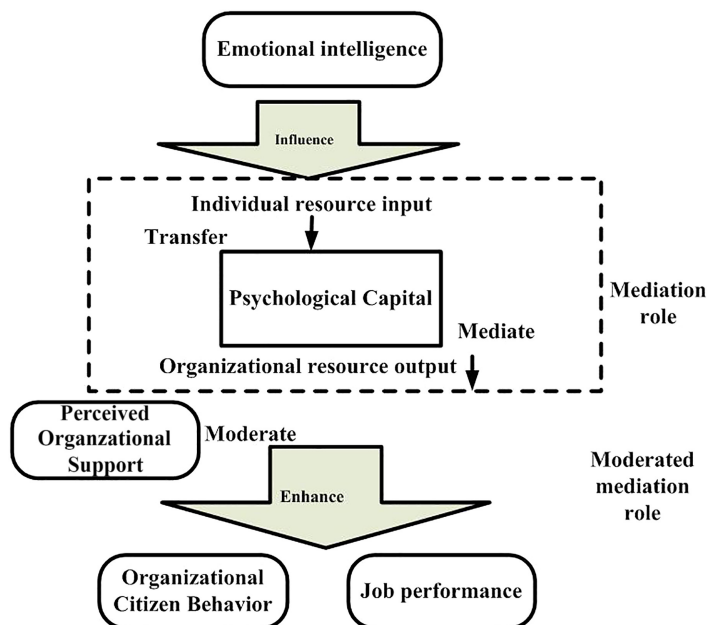 Emotional intelligence
Influence
Individual resource input
Transfer
Psychological Capital
Mediation
role
Mediate
Organizational resource output
Perceived
Organzational
Support
Moderate
Moderated
mediation
role
Enhance
Organizational
Citizen Behavior
Job performance